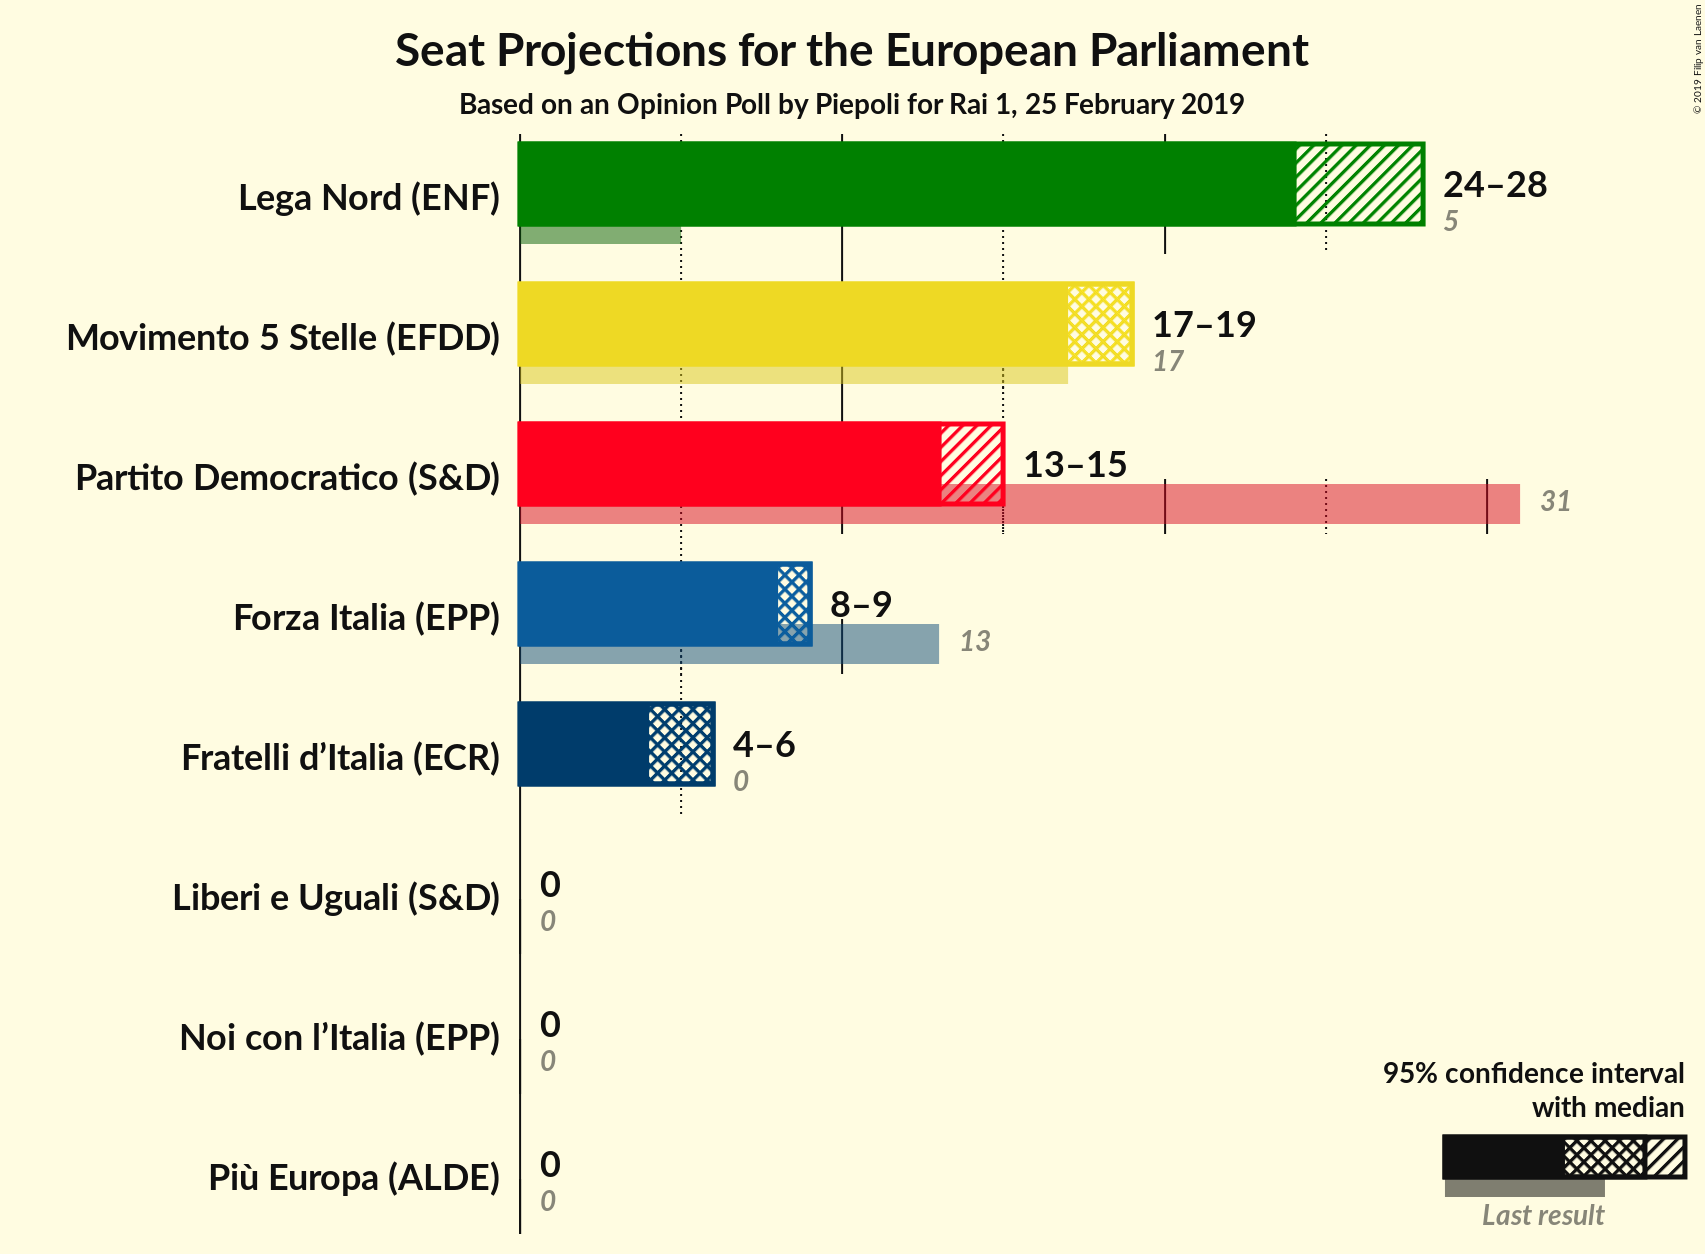 Seat Projections for the European Parliament
Based on an Opinion Poll by Piepoli for Rai 1, 25 February 2019
© 2019 Filip van Laenen
Lega Nord (ENF)
24–28
5
Movimento 5 Stelle (EFDD)
17–19
17
Partito Democratico (S&D)
13–15
31
Forza Italia (EPP)
8–9
13
Fratelli d’Italia (ECR)
4–6
0
Liberi e Uguali (S&D)
0
0
Noi con l’Italia (EPP)
0
0
Più Europa (ALDE)
0
0
95% confidence interval
with median
Last result